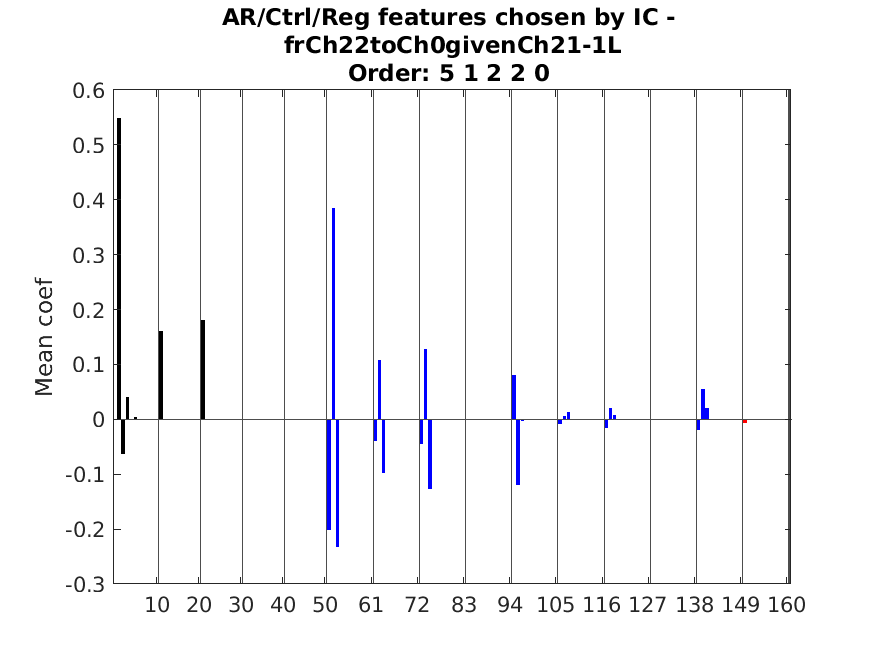 AR/Ctrl/Reg features chosen by IC -
frCh22toCh0givenCh21-1L
Order: 5 1 2 2 0
0.6
0.5
0.4
0.3
0.2
0.1
0
-0.1
-0.2
-0.3
Mean coef
10 20 30 40 50 61 72 83 94 105 116 127 138 149 160